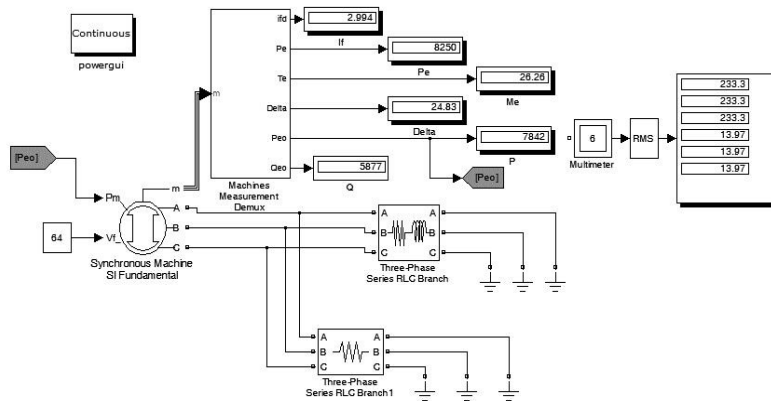 Continuous
powergui
m
ifd
2.994
If
Pe
8250
Pe
Te
26.26
Me
Delta
24.83
Delta
Peo
7842
P
Qeo
5877
Q
[Peo]
Machines
Measurement
Demux
6
Multimeter
RMS
233.3
233.3
233.3
13.97
13.97
13.97
[Peo]
Pm
m
A
B
C
64
Vf_
Synchronous Machine
SI Fundamental
A A
B B
C C
Three-Phase
Series RLC Branch
A A
B B
C C
Three-Phase
Series RLC Branch1